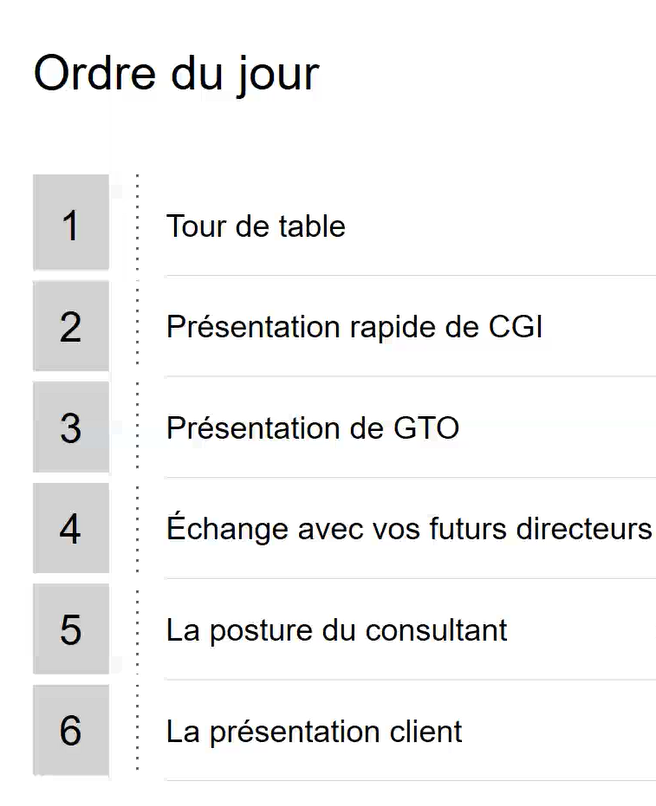 Ordre du jour
1 Tour de table
2 Présentation rapide de CGI
3 Présentation de GTO
4 Échange avec vos futurs directeurs
5 La posture du consultant
6 La présentation client